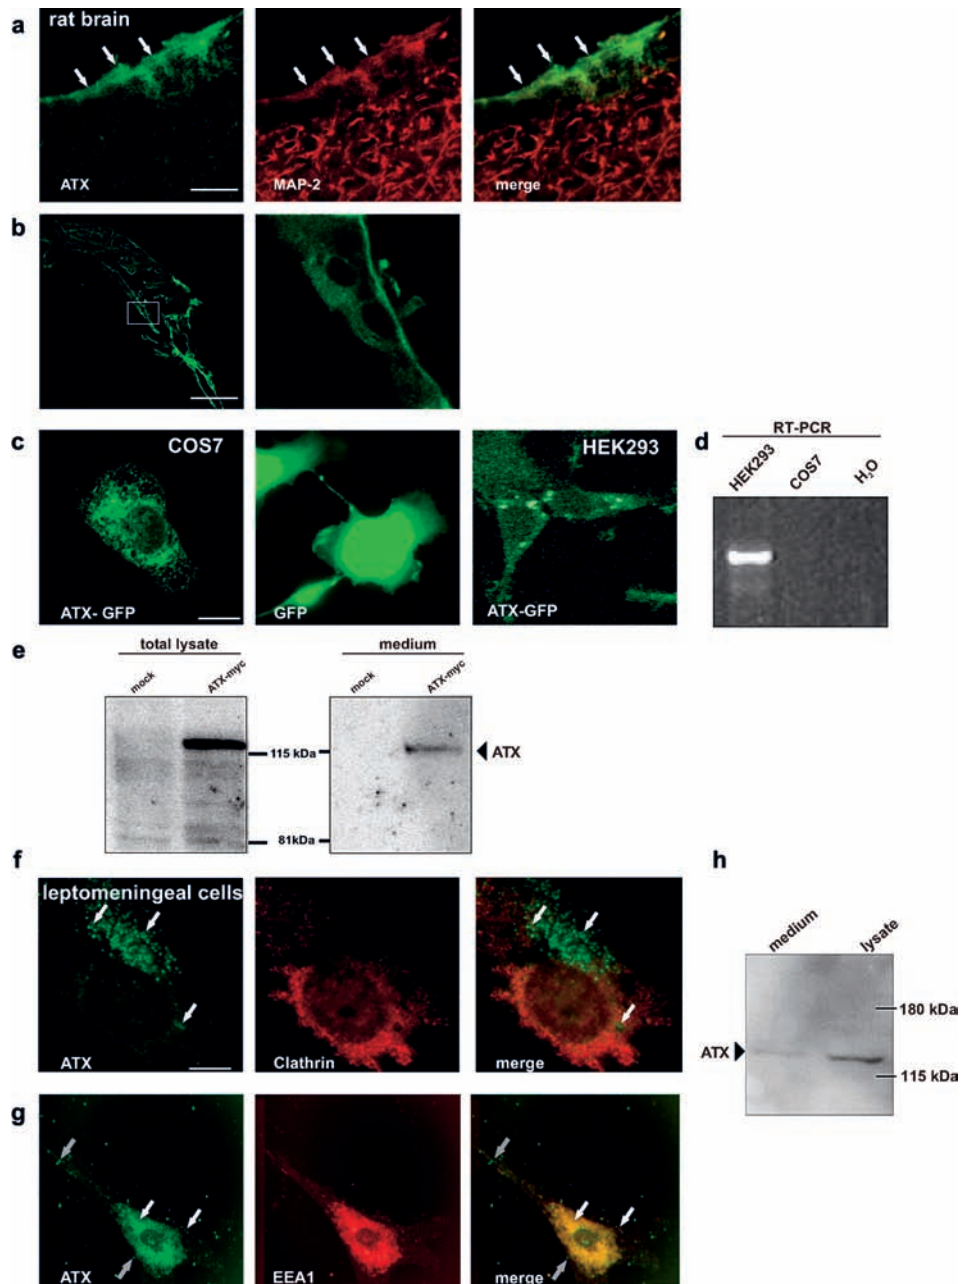 a
rat brain
ATX
MAP-2
merge
b
c
COS7
ATX- GFP
GFP
HEK293
ATX-GFP
d
RT-PCR
HEK293
COS7
H₂O
e
total lysate
mock
ATX-myc
medium
mock
ATX-myc
115 kDa
ATX
81kDa
f
leptomeningeal cells
ATX
Clathrin
merge
g
ATX
EEA1
merge
h
medium
lysate
180 kDa
ATX
115 kDa